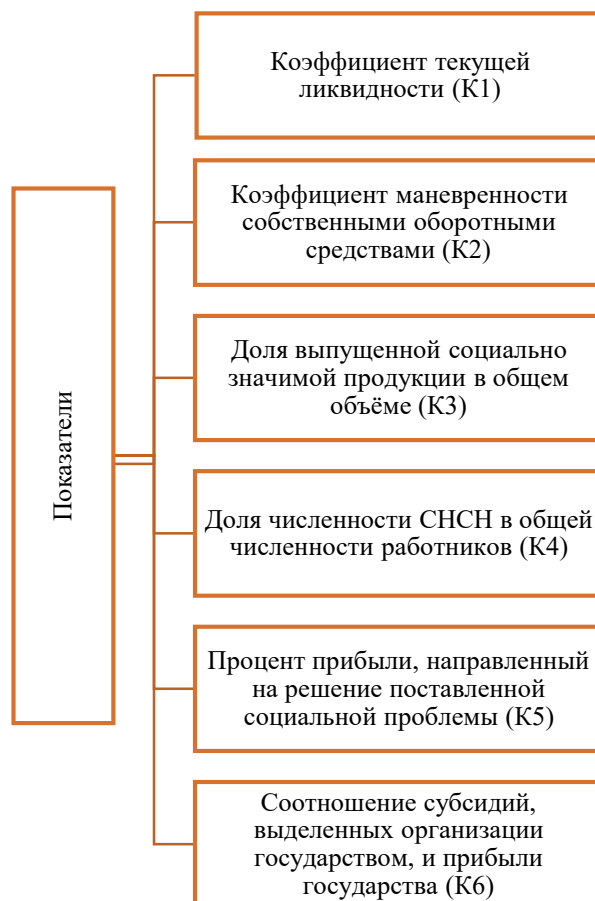 Показатели
Коэффициент текущей
ликвидности (К1)
Коэффициент маневренности
собственными оборотными
средствами (К2)
Доля выпущенной социально
значимой продукции в общем
объёме (К3)
Доля численности СНСН в общей
численности работников (К4)
Процент прибыли, направленный
на решение поставленной
социальной проблемы (К5)
Соотношение субсидий,
выделенных организации
государством, и прибыли
государства (К6)